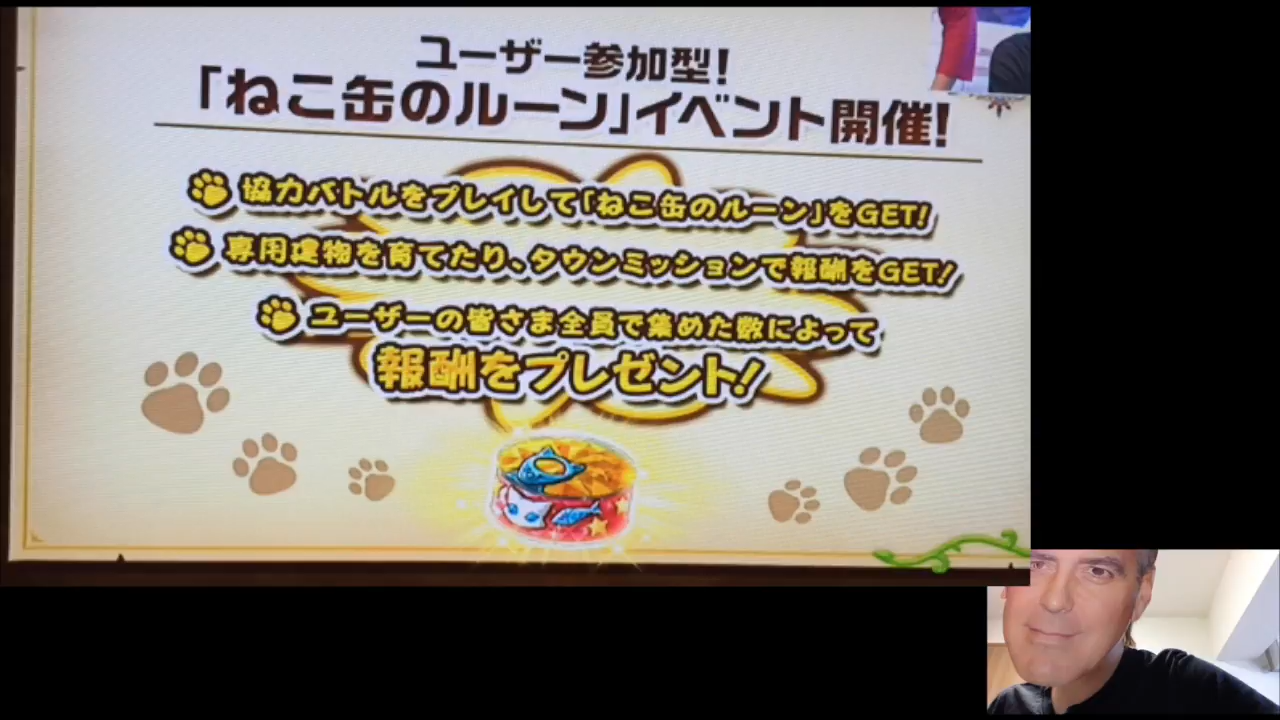 ユーザー参加型!
「ねこ缶のルーン」イベント開催!
協力バトルをプレイして「ねこ缶のルーン」をGET!
専用建物を育てたり、タウンミッションで報酬をGET!
ユーザーの皆さま全員で集めた数によって
報酬をプレゼント!